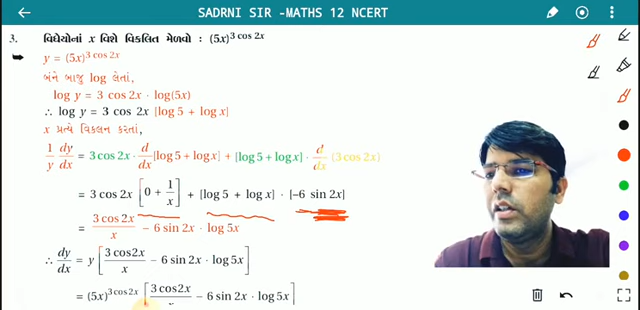 SADRNI SIR -MATHS 12 NCERT
3. વિધેયોનાં x વિશે વિકલિત મેળવો : (5x)^{3 cos 2x}
y = (5x)^{3 cos 2x}
બંને બાજુ log લેતાં,
log y = 3 cos 2x · log(5x)
∴ log y = 3 cos 2x [log 5 + log x]
x પ્રત્યે વિકલન કરતાં,
1/y dy/dx = 3 cos 2x · d/dx [log 5 + log x] + [log 5 + log x] · d/dx (3 cos 2x)
= 3 cos 2x [0 + 1/x] + [log 5 + log x] · [−6 sin 2x]
= 3 cos 2x/x − 6 sin 2x · log 5x
∴ dy/dx = y [3 cos 2x/x − 6 sin 2x · log 5x]
= (5x)^{3 cos 2x} [3 cos 2x/x − 6 sin 2x · log 5x]